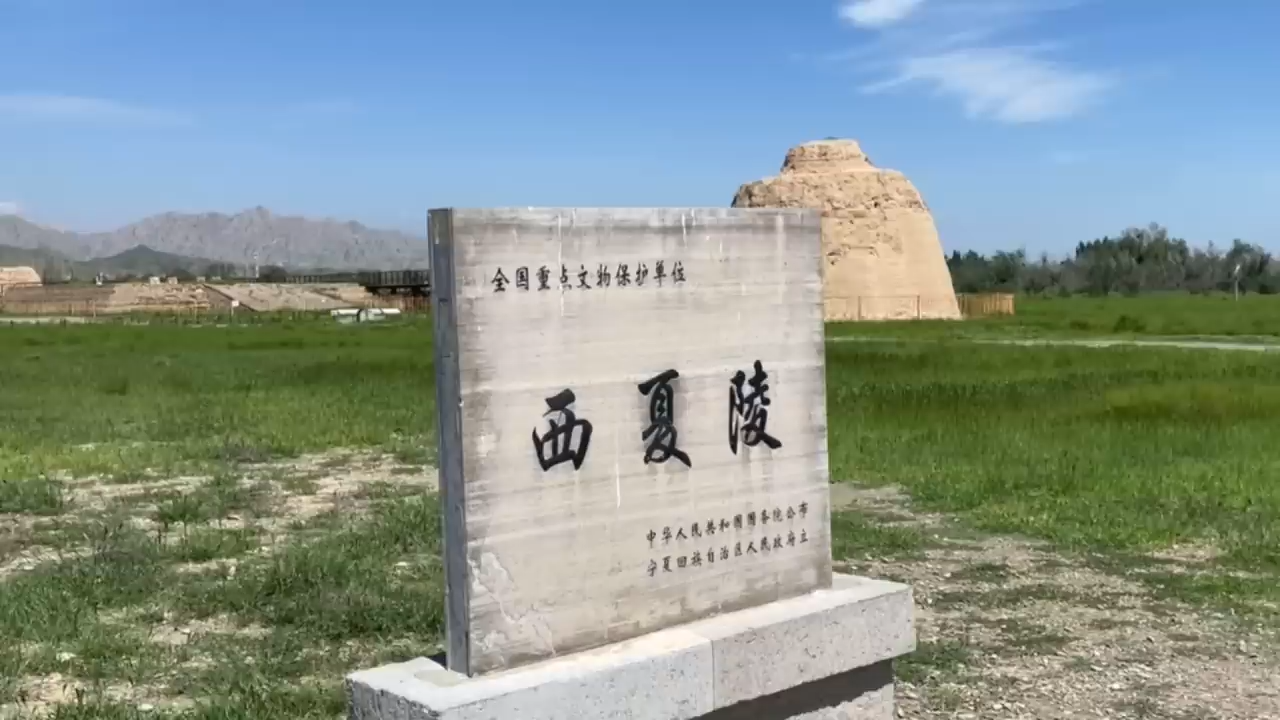 全国重点文物保护单位
西夏陵
中华人民共和国国务院公布
宁夏回族自治区人民政府立